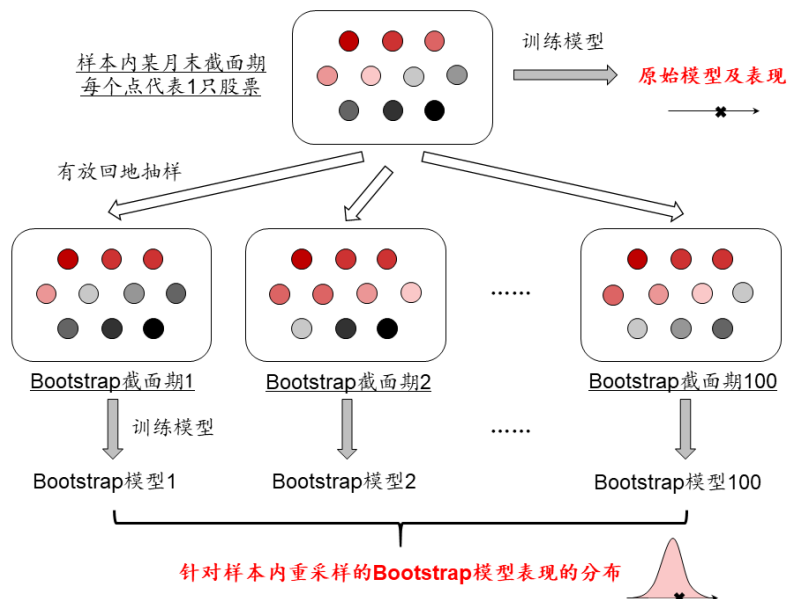 样本内某月末截面期
每个点代表1只股票
训练模型
原始模型及表现
有放回地抽样
……
Bootstrap截面期1
Bootstrap截面期2
Bootstrap截面期100
训练模型
……
Bootstrap模型1
Bootstrap模型2
Bootstrap模型100
针对样本内重采样的Bootstrap模型表现的分布